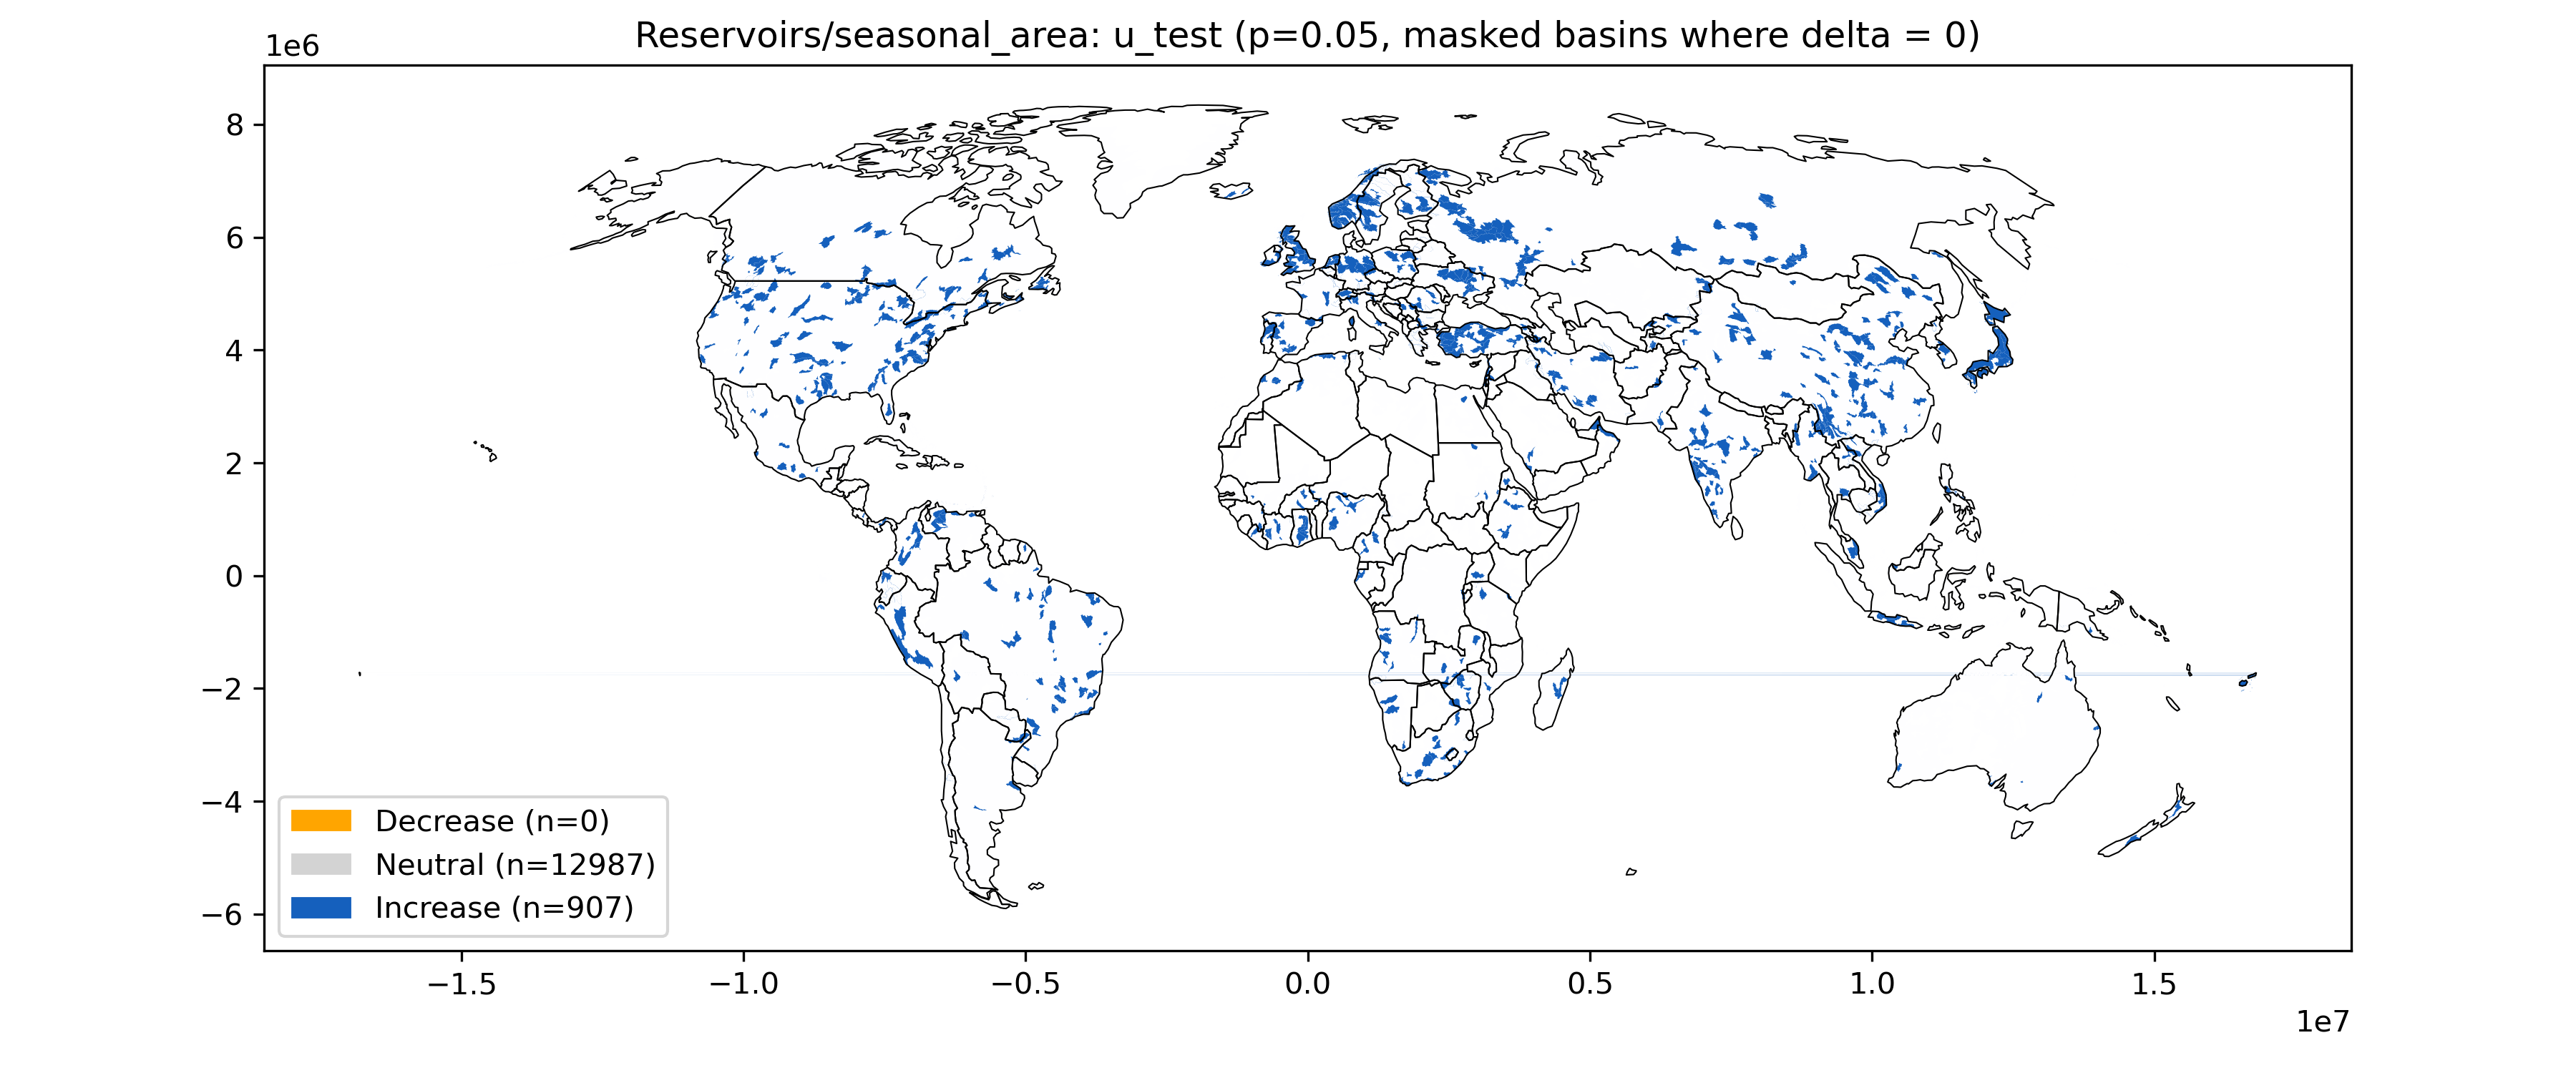 Reservoirs/seasonal_area: u_test (p=0.05, masked basins where delta = 0)
1e6
8
6
4
2
0
−2
−4
−6
Decrease (n=0)
Neutral (n=12987)
Increase (n=907)
−1.5 −1.0 −0.5 0.0 0.5 1.0 1.5
1e7